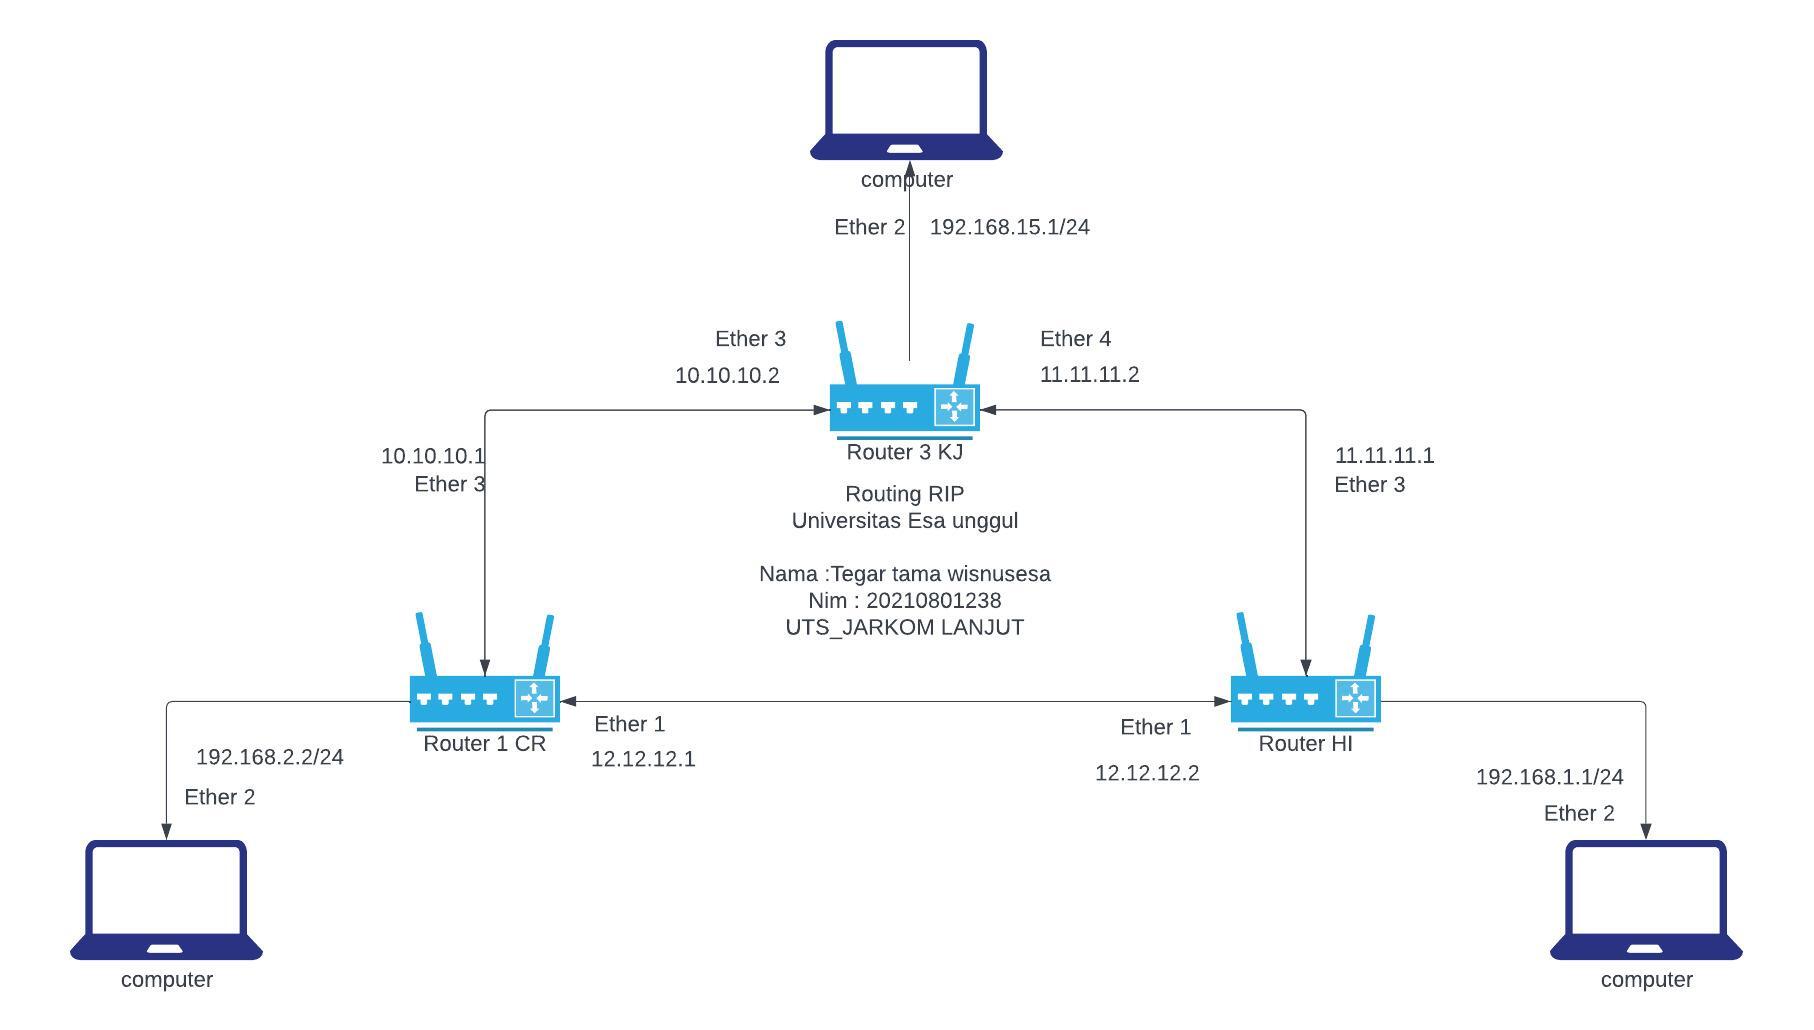 computer
Ether 2
192.168.15.1/24
Ether 3
10.10.10.2
Ether 4
11.11.11.2
Router 3 KJ
10.10.10.1
Ether 3
11.11.11.1
Ether 3
Routing RIP
Universitas Esa unggul
Nama :Tegar tama wisnusesa
Nim : 20210801238
UTS_JARKOM LANJUT
Router 1 CR
Ether 1
12.12.12.1
Ether 1
12.12.12.2
Router HI
192.168.2.2/24
Ether 2
192.168.1.1/24
Ether 2
computer
computer